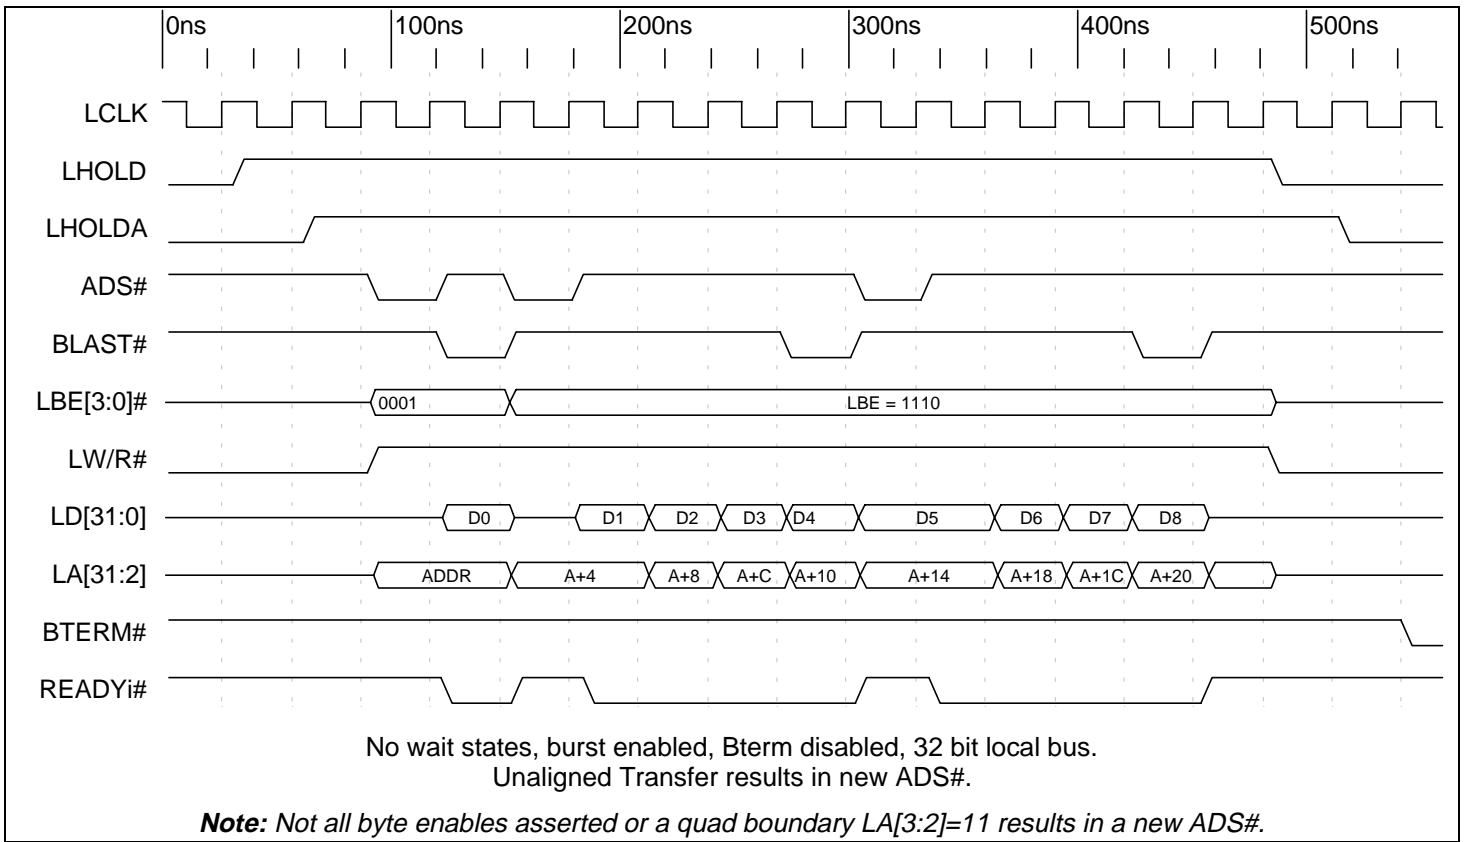 0ns 100ns 200ns 300ns 400ns 500ns
LCLK
LHOLD
LHOLDA
ADS#
BLAST#
LBE[3:0]# 0001 LBE = 1110
LW/R#
LD[31:0] D0 D1 D2 D3 D4 D5 D6 D7 D8
LA[31:2] ADDR A+4 A+8 A+C A+10 A+14 A+18 A+1C A+20
BTERM#
READYi#
No wait states, burst enabled, Bterm disabled, 32 bit local bus.
Unaligned Transfer results in new ADS#.
Note: Not all byte enables asserted or a quad boundary LA[3:2]=11 results in a new ADS#.